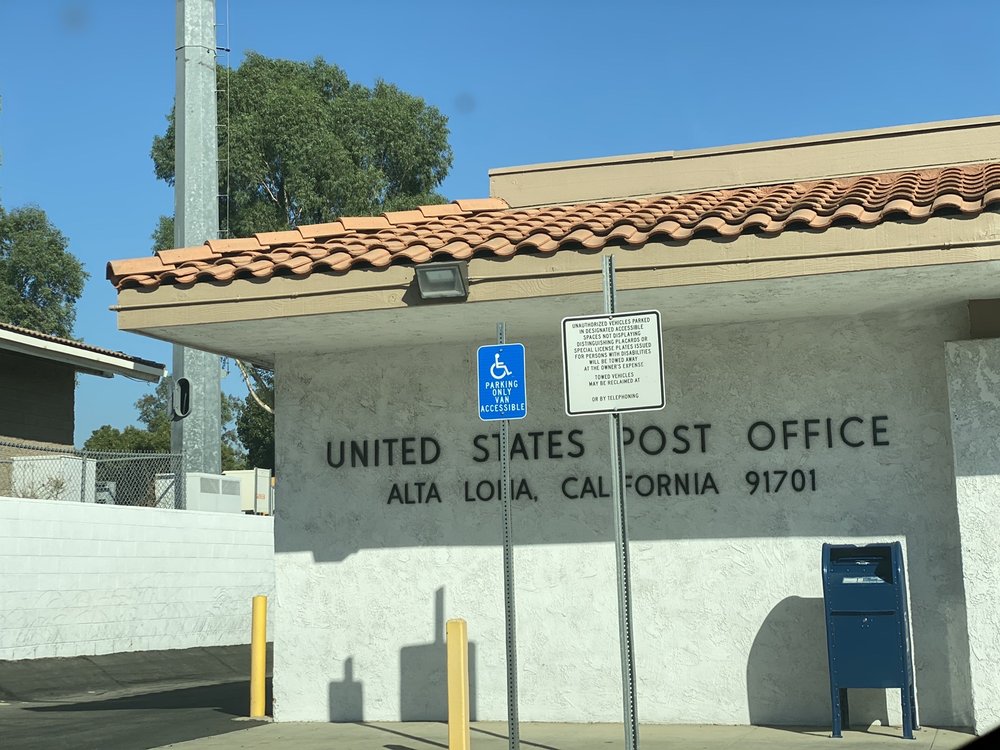 UNAUTHORIZED VEHICLES PARKED
IN DESIGNATED ACCESSIBLE
SPACES NOT DISPLAYING
DISTINGUISHING PLACARDS OR
SPECIAL LICENSE PLATES ISSUED
FOR PERSONS WITH DISABILITIES
WILL BE TOWED AWAY
AT THE OWNER'S EXPENSE
TOWED VEHICLES
MAY BE RECLAIMED AT
OR BY TELEPHONING
PARKING
ONLY
VAN
ACCESSIBLE
UNITED STATES POST OFFICE
ALTA LOMA, CALIFORNIA 91701